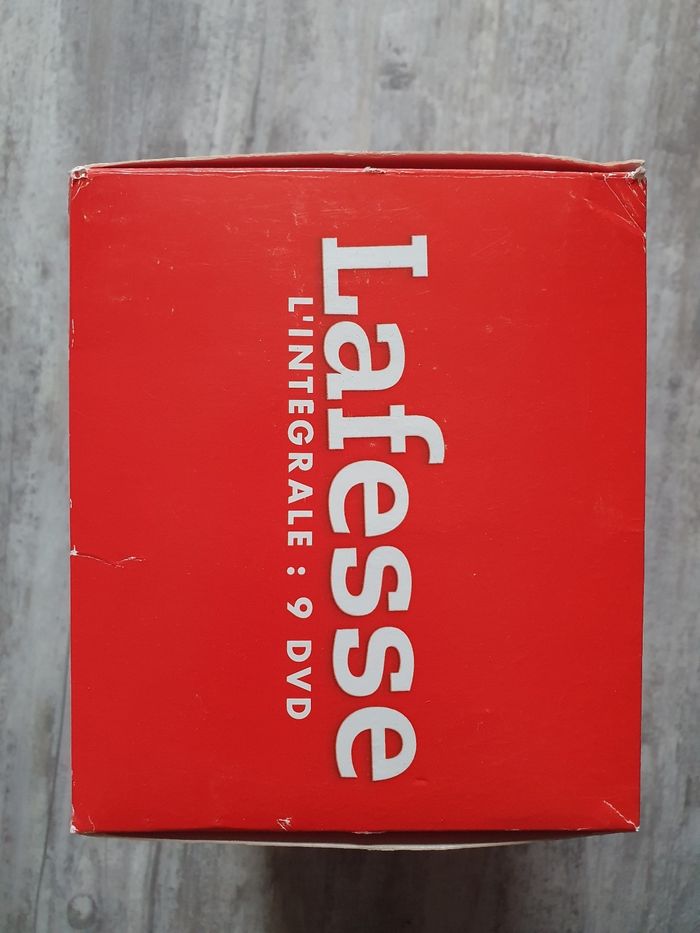 Lafesse
L'INTEGRALE : 9 DVD